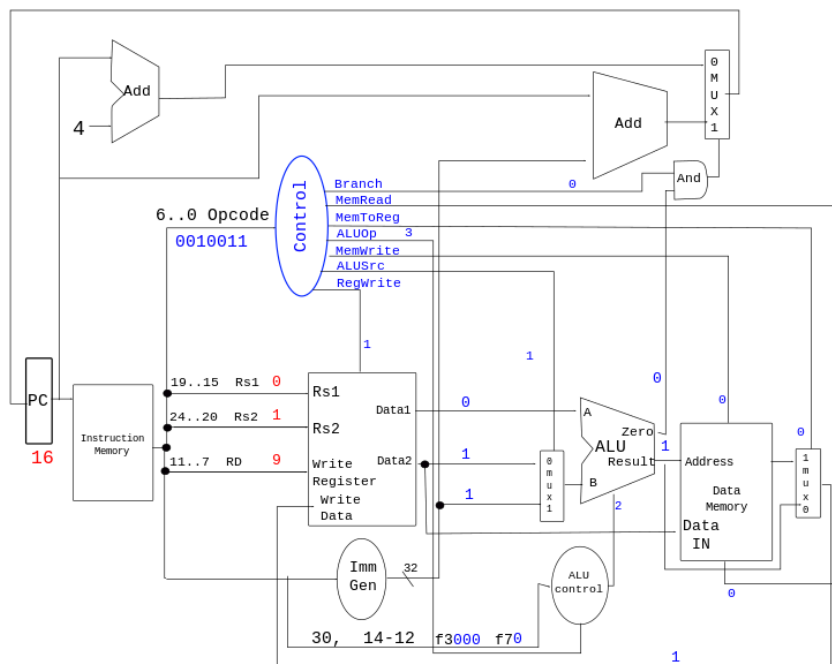 Add
4
0
M
U
X
1
Add
And
Branch
0
MemRead
6..0 Opcode
0010011
Control
MemToReg
ALUOp 3
MemWrite
ALUSrc
RegWrite
1
1
0
0
0
PC
16
Instruction
Memory
19..15 Rs1 0
24..20 Rs2 1
11..7 RD 9
Rs1
Rs2
Write
Register
Write
Data
Data1
Data2
0
1
1
0
m
u
x
1
A
B
ALU
Zero
Result
1
2
Address
Data
Memory
Data
IN
0
1
m
u
x
0
Imm
Gen
32
ALU
control
30, 14-12 f3000 f70
1